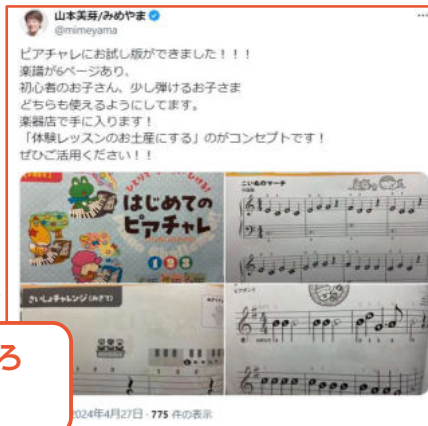 山本美芽/みめやま
@mimeyama
ピアチャレにお試し版ができました！！！
楽譜が6ページあり、
初心者のお子さん、少し弾けるお子さま
どちらも使えるようにしてます。
楽器店で手に入ります！
「体験レッスンのお土産にする」のがコンセプトです！
ぜひご活用ください！！
はじめての
ピアチャレ
1 2 3
こいぬのマーチ
さいしょチャレンジ(みぎて)
ろ
2024年4月27日 · 775 件の表示